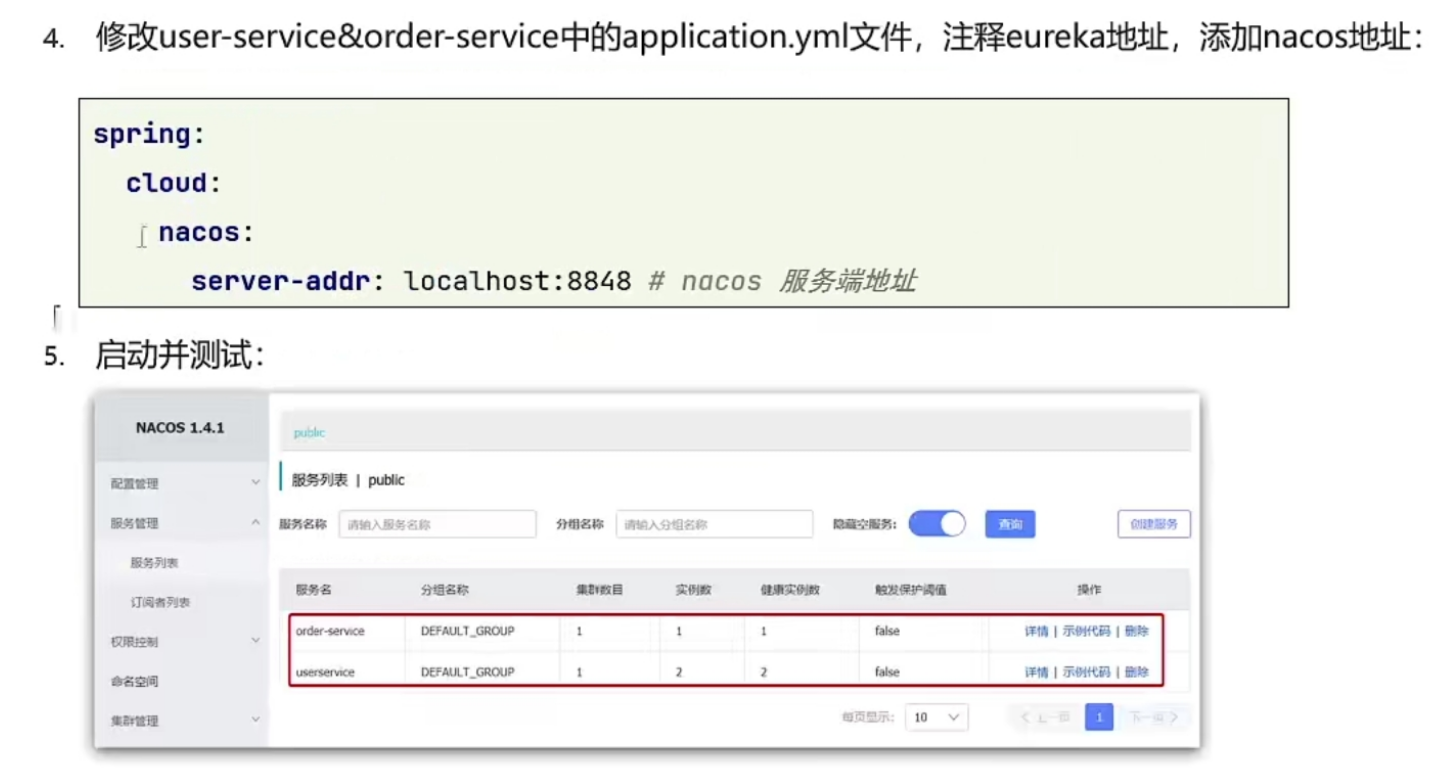 4. 修改user-service&order-service中的application.yml文件，注释eureka地址，添加nacos地址：
spring:
cloud:
nacos:
server-addr: localhost:8848 # nacos 服务端地址
5. 启动并测试：
NACOS 1.4.1
public
配置管理
服务列表 | public
服务管理
服务名称 请输入服务名称 分组名称 请输入分组名称 隐藏空服务: 查询 创建服务
服务列表
服务名 分组名称 集群数目 实例数 健康实例数 触发保护阈值 操作
订阅者列表
order-service DEFAULT_GROUP 1 1 1 false 详情 | 示例代码 | 删除
权限控制
userservice DEFAULT_GROUP 1 2 2 false 详情 | 示例代码 | 删除
命名空间
集群管理
每页显示: 10 < 上一页 1 下一页 >